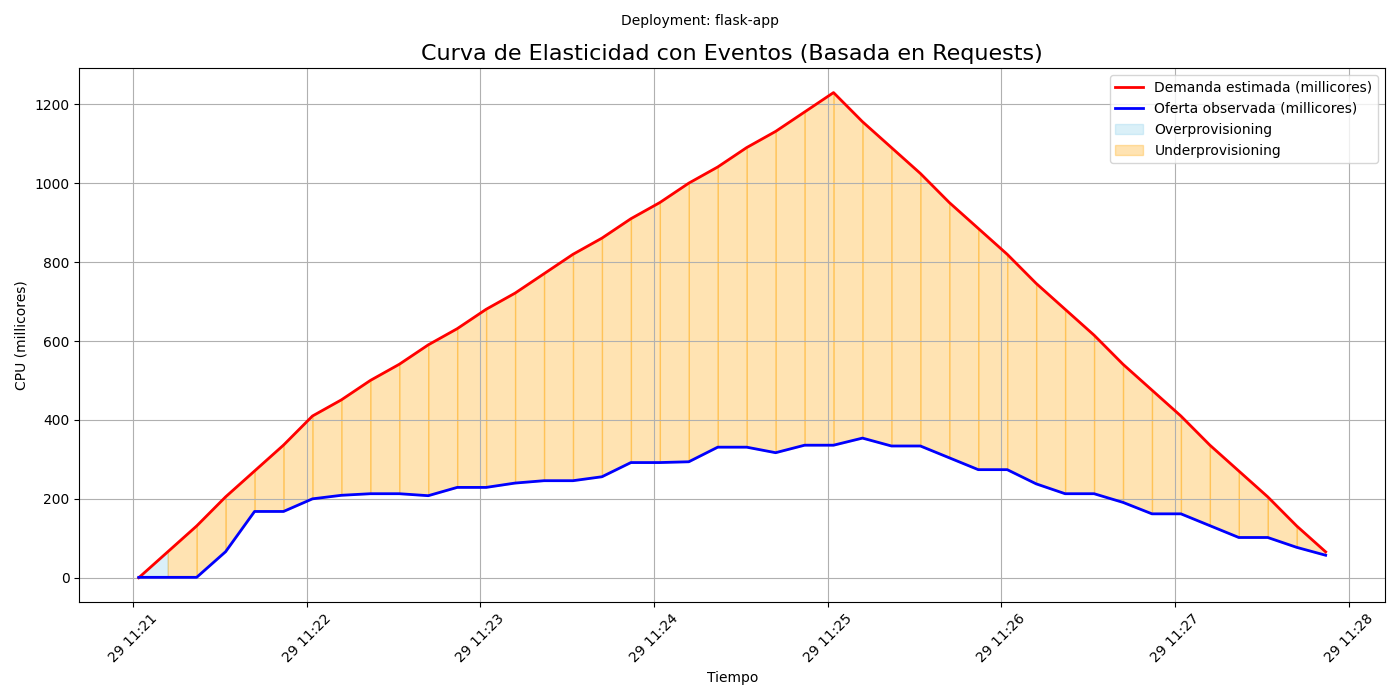 Deployment: flask-app
Curva de Elasticidad con Eventos (Basada en Requests)
Demanda estimada (millicores)
Oferta observada (millicores)
Overprovisioning
Underprovisioning
CPU (millicores)
1200
1000
800
600
400
200
0
29 11:21
29 11:22
29 11:23
29 11:24
29 11:25
29 11:26
29 11:27
29 11:28
Tiempo